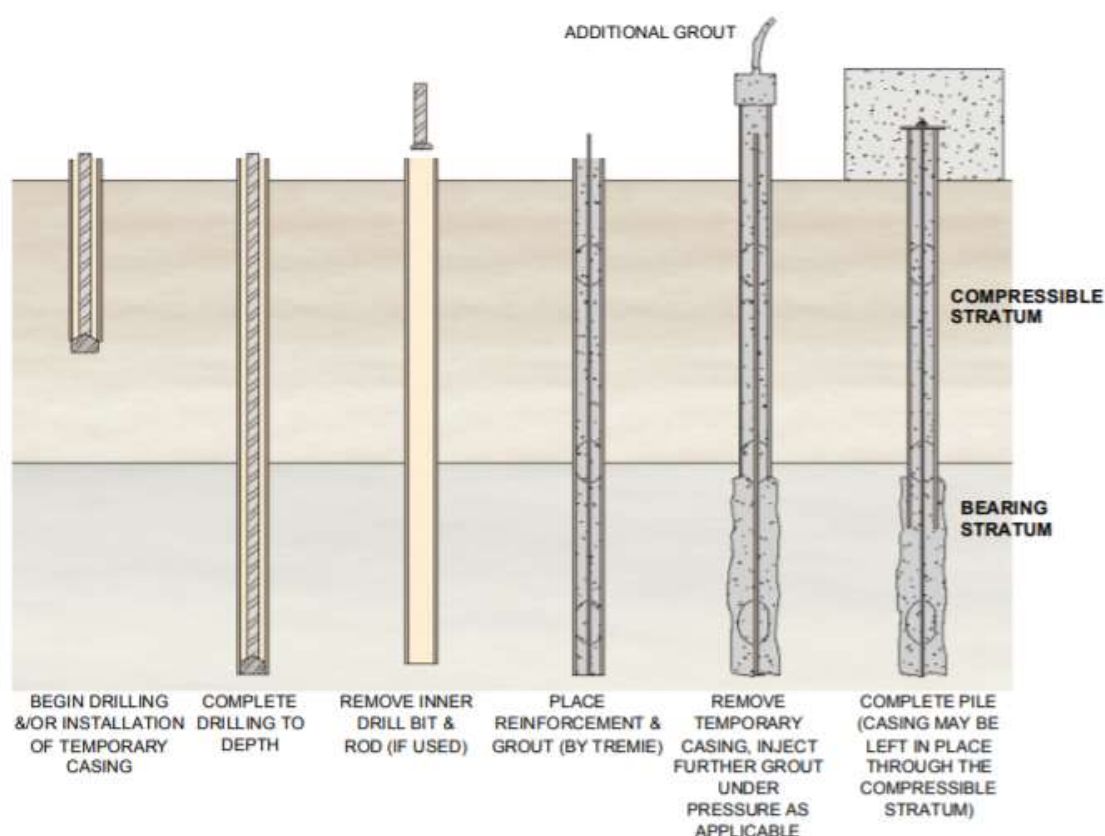 ADDITIONAL GROUT
COMPRESSIBLE
STRATUM
BEARING
STRATUM
BEGIN DRILLING
&/OR INSTALLATION
OF TEMPORARY
CASING
COMPLETE
DRILLING TO
DEPTH
REMOVE INNER
DRILL BIT &
ROD (IF USED)
PLACE
REINFORCEMENT &
GROUT (BY TREMIE)
REMOVE
TEMPORARY
CASING, INJECT
FURTHER GROUT
UNDER
PRESSURE AS
APPLICABLE
COMPLETE PILE
(CASING MAY BE
LEFT IN PLACE
THROUGH THE
COMPRESSIBLE
STRATUM)